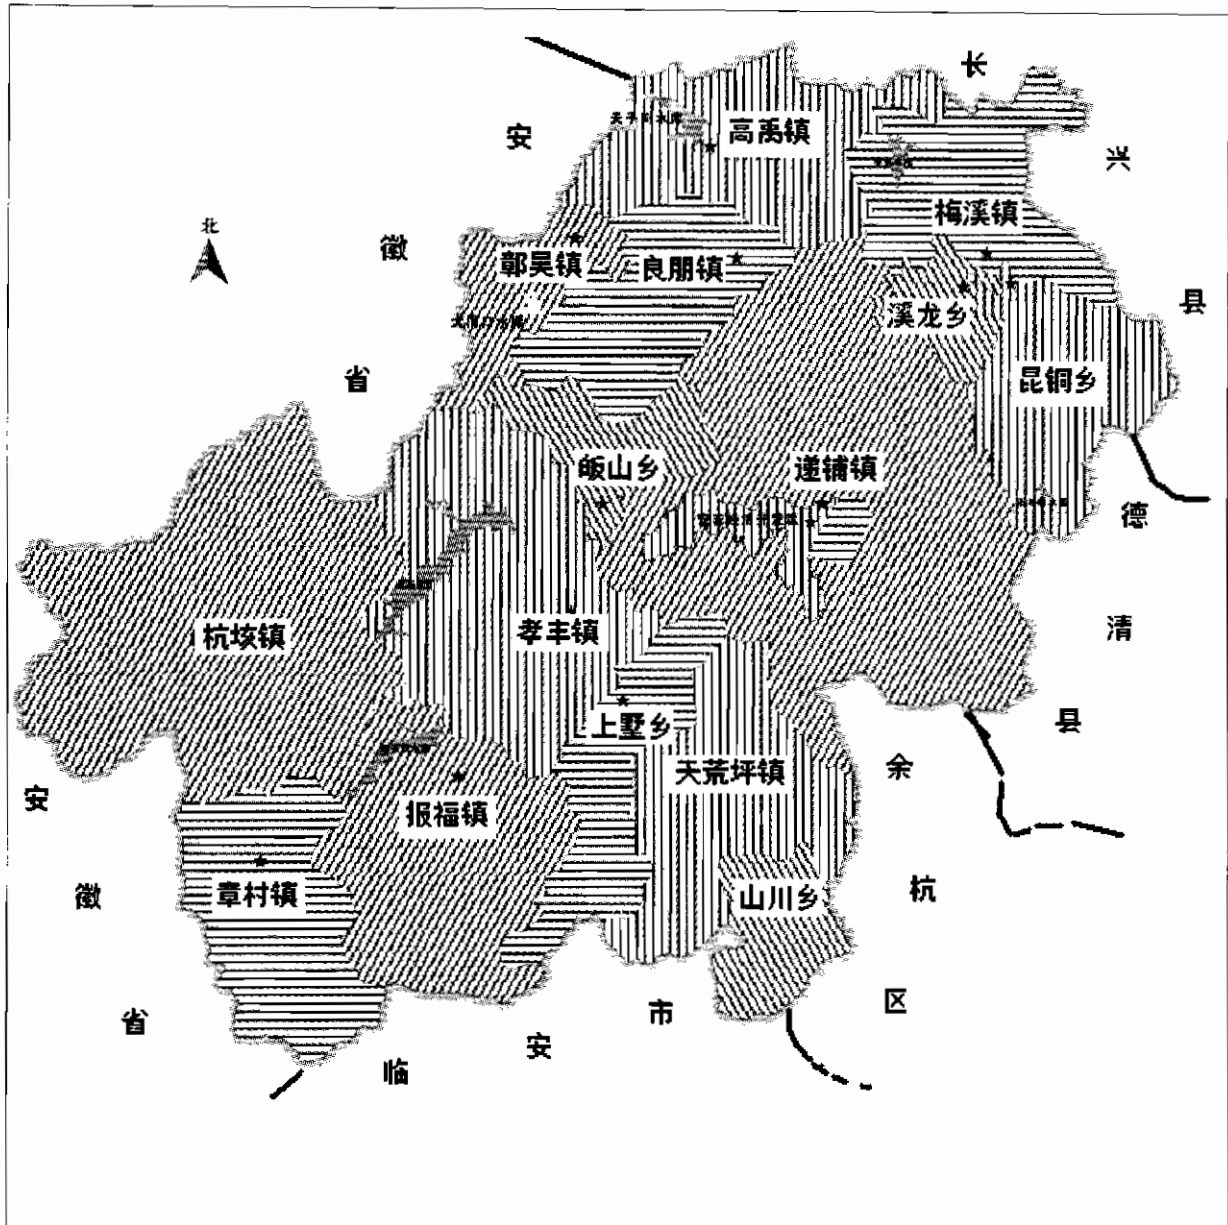 长
安
高禹镇
兴
北
徽
梅溪镇
鄣吴镇
良朋镇
县
溪龙乡
省
昆铜乡
皈山乡
递铺镇
德
杭垓镇
孝丰镇
清
上墅乡
县
天荒坪镇
余
安
报福镇
徽
章村镇
山川乡
杭
省
市
区
安
临